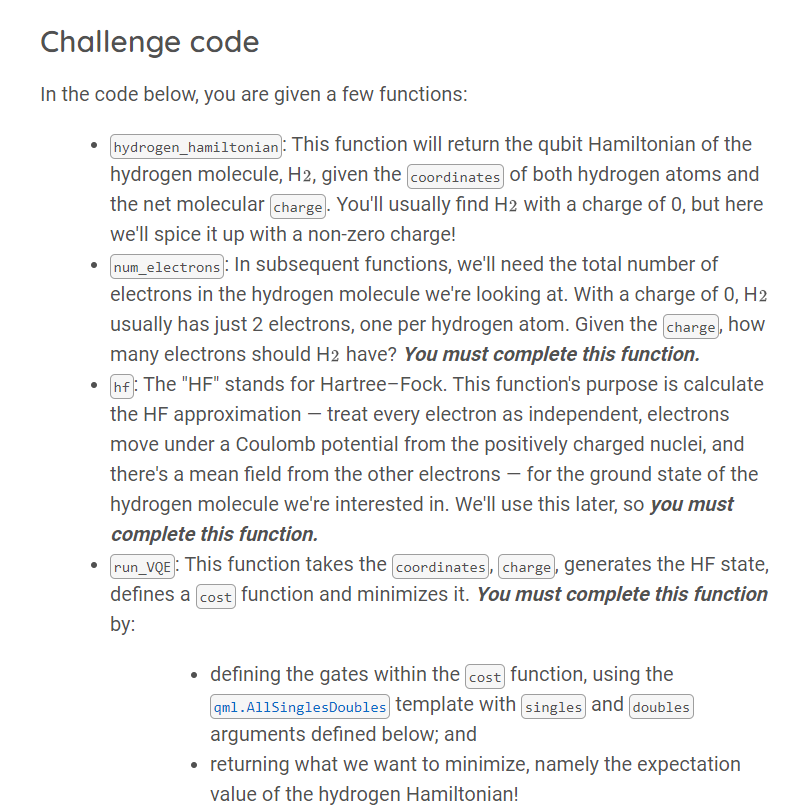 Challenge code
In the code below, you are given a few functions:
• hydrogen_hamiltonian: This function will return the qubit Hamiltonian of the
hydrogen molecule, H2, given the coordinates of both hydrogen atoms and
the net molecular charge. You'll usually find H2 with a charge of 0, but here
we'll spice it up with a non-zero charge!
• num_electrons: In subsequent functions, we'll need the total number of
electrons in the hydrogen molecule we're looking at. With a charge of 0, H2
usually has just 2 electrons, one per hydrogen atom. Given the charge, how
many electrons should H2 have? You must complete this function.
• hf: The "HF" stands for Hartree–Fock. This function's purpose is calculate
the HF approximation — treat every electron as independent, electrons
move under a Coulomb potential from the positively charged nuclei, and
there's a mean field from the other electrons — for the ground state of the
hydrogen molecule we're interested in. We'll use this later, so you must
complete this function.
• run_VQE: This function takes the coordinates, charge, generates the HF state,
defines a cost function and minimizes it. You must complete this function
by:
• defining the gates within the cost function, using the
qml.AllSinglesDoubles template with singles and doubles
arguments defined below; and
• returning what we want to minimize, namely the expectation
value of the hydrogen Hamiltonian!